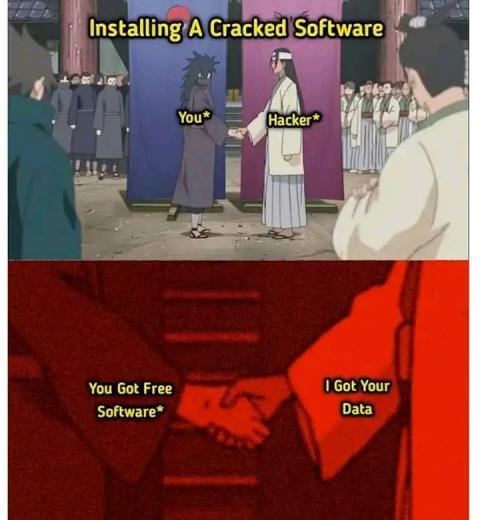 Installing A Cracked Software
You*
Hacker*
You Got Free
Software*
I Got Your
Data